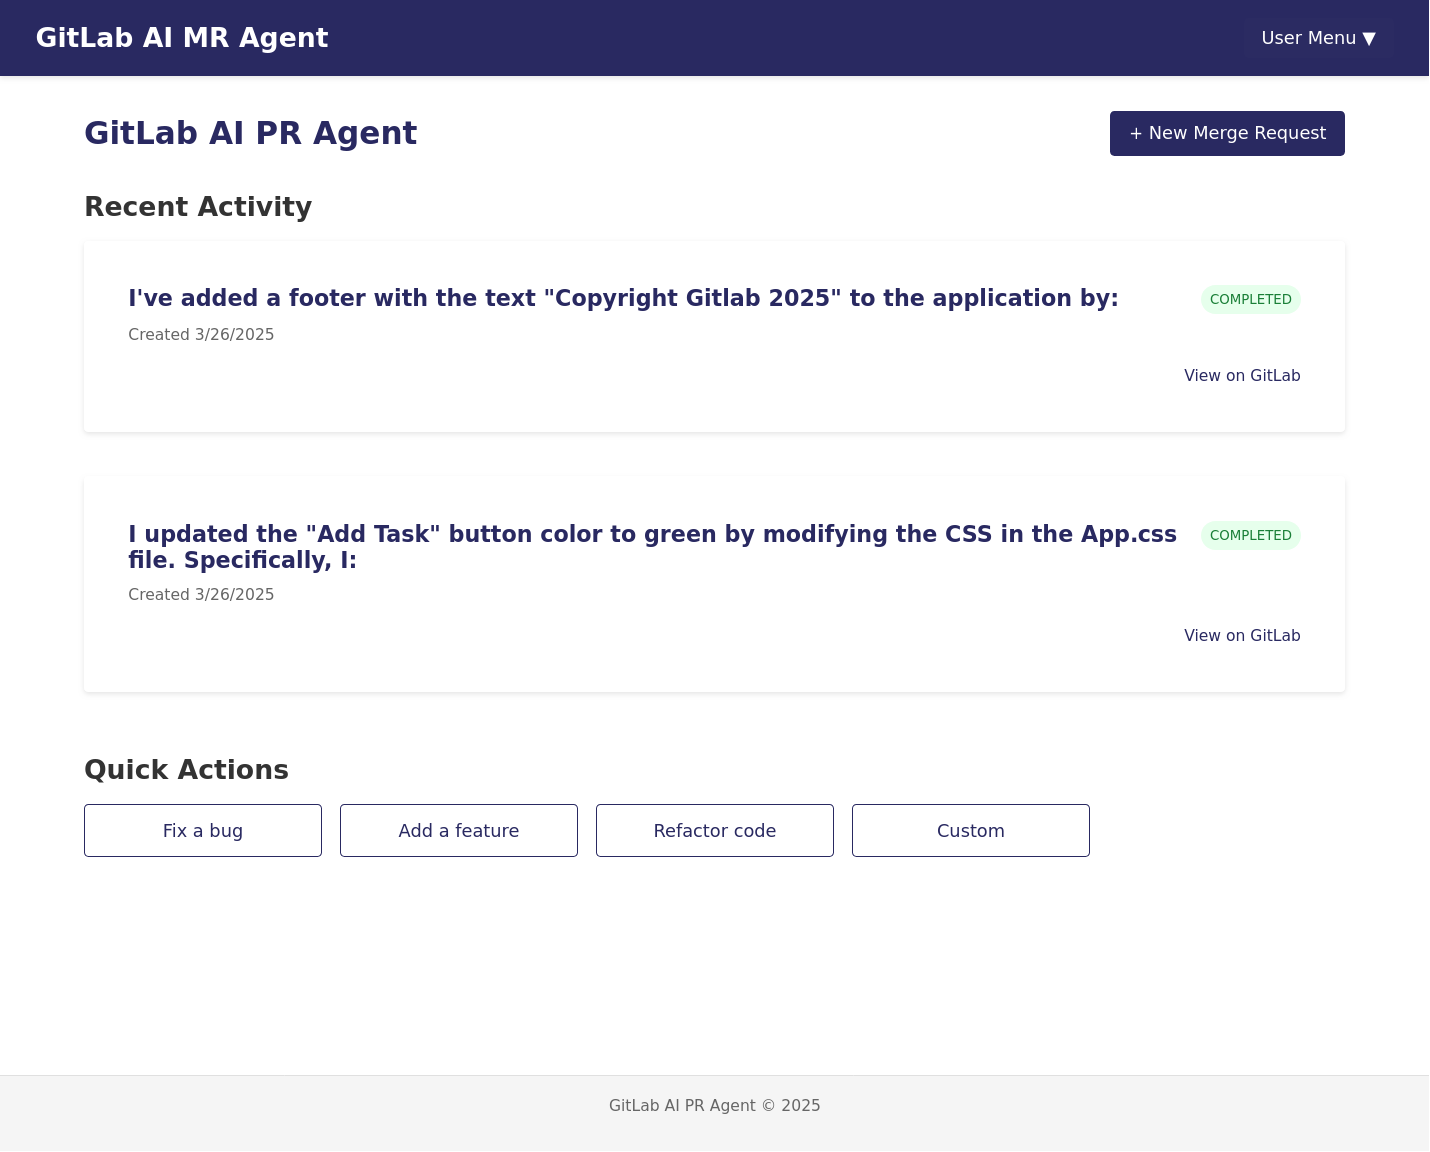 GitLab AI MR Agent
User Menu ▼
GitLab AI PR Agent
+ New Merge Request
Recent Activity
I've added a footer with the text "Copyright Gitlab 2025" to the application by:
COMPLETED
Created 3/26/2025
View on GitLab
I updated the "Add Task" button color to green by modifying the CSS in the App.css
file. Specifically, I:
COMPLETED
Created 3/26/2025
View on GitLab
Quick Actions
Fix a bug
Add a feature
Refactor code
Custom
GitLab AI PR Agent © 2025